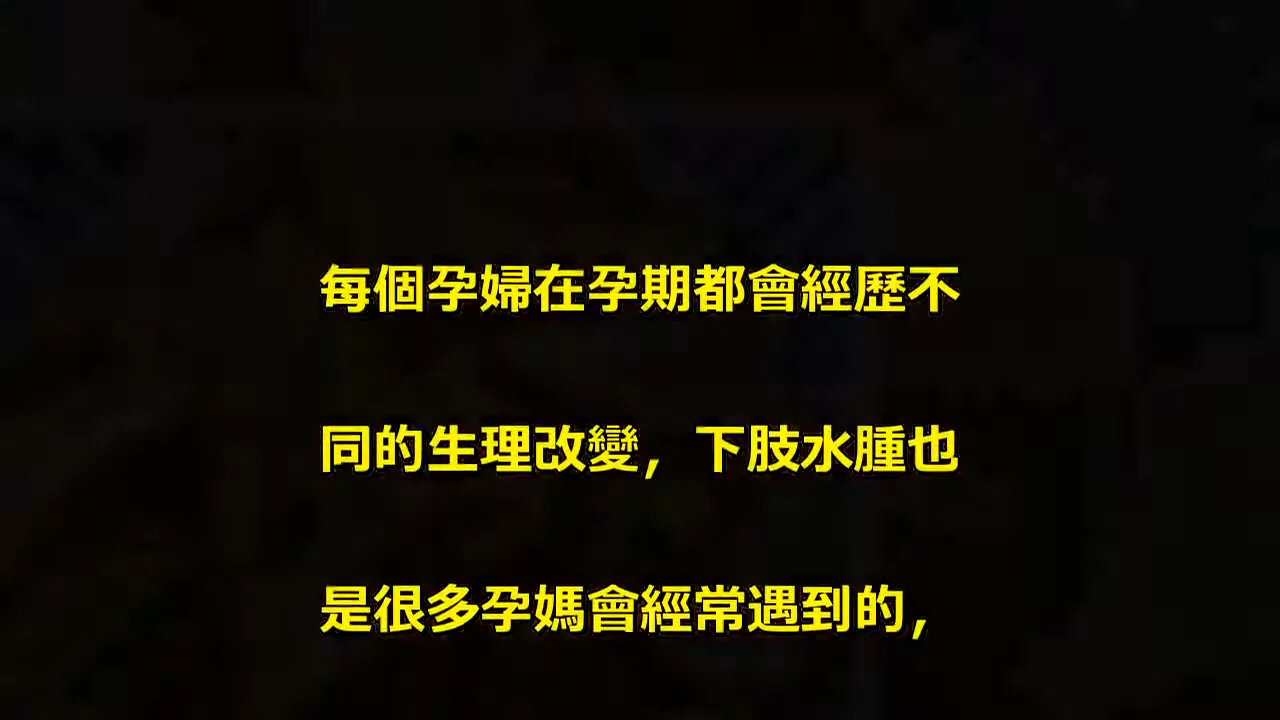 每個孕婦在孕期都會經歷不
同的生理改變，下肢水腫也
是很多孕媽會經常遇到的，